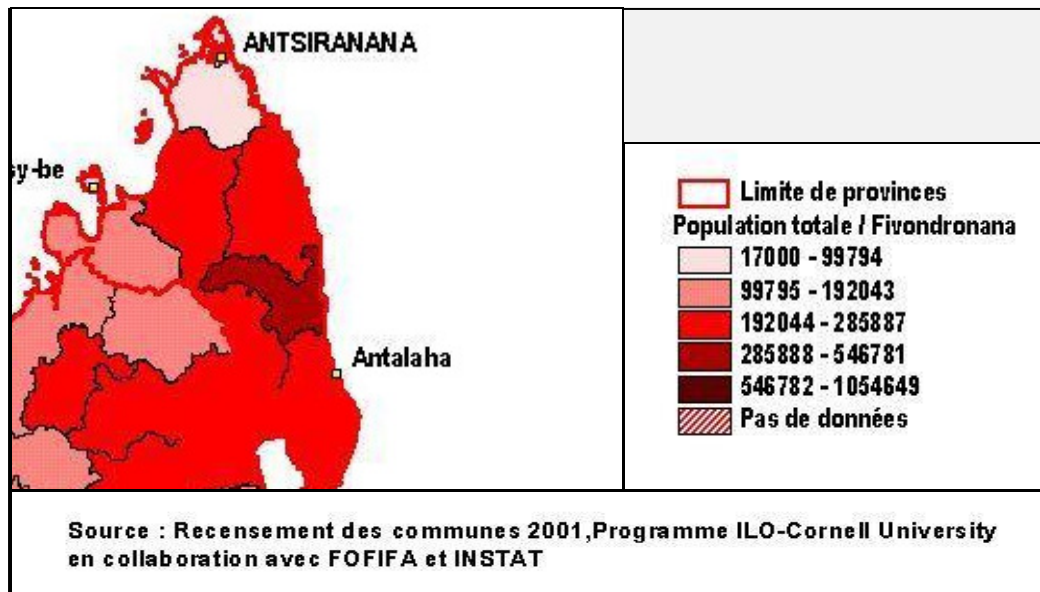 ANTSIRANANA
sy-be
Antalaha
Limite de provinces
Population totale / Fivondronana
17000 - 99794
99795 - 192043
192044 - 285887
285888 - 546781
546782 - 1054649
Pas de données
Source : Recensement des communes 2001,Programme ILO-Cornell University
en collaboration avec FOFIFA et INSTAT